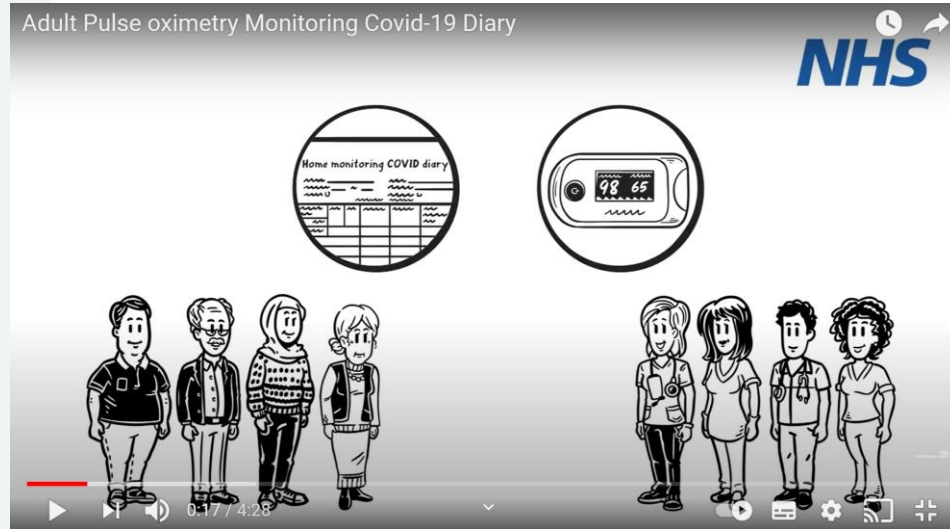 Adult Pulse oximetry Monitoring Covid-19 Diary
NHS
Home monitoring COVID diary
98 65
0:17 / 4:28